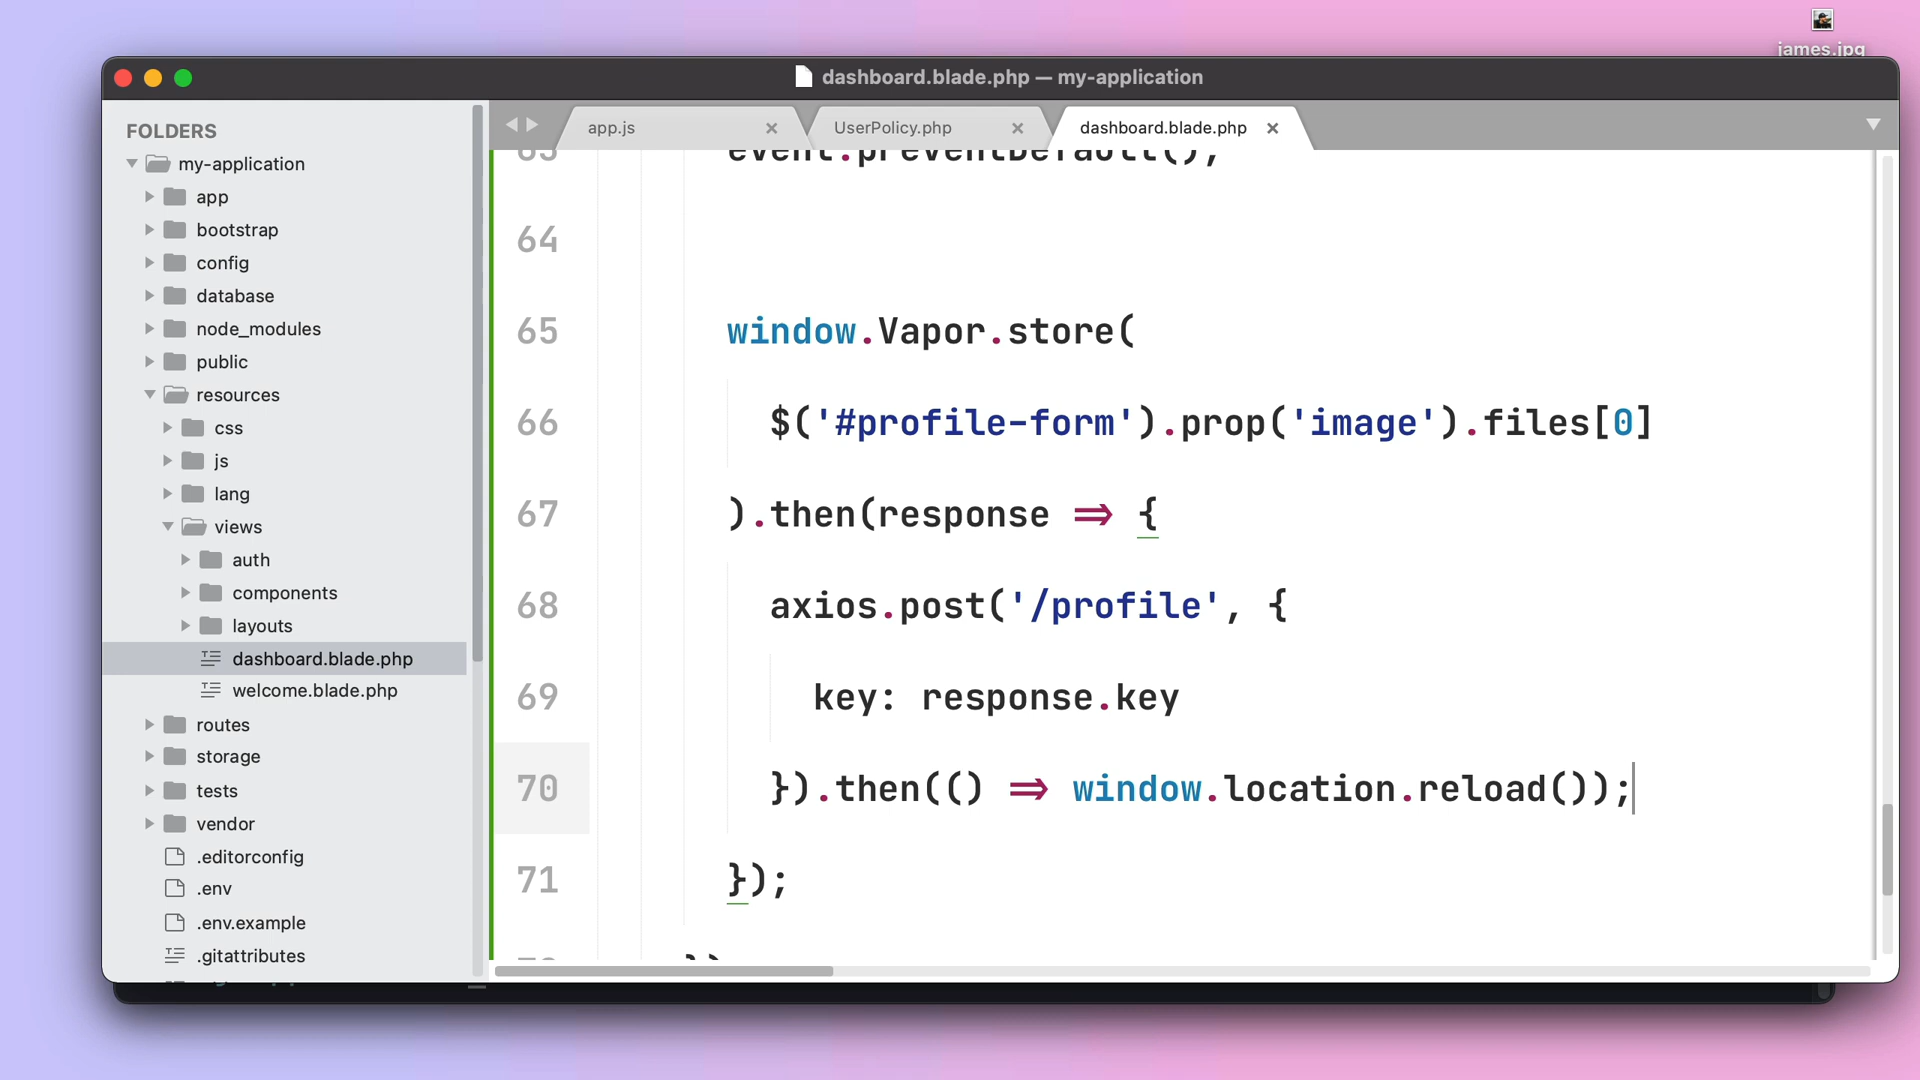 james.jpg
dashboard.blade.php — my-application
FOLDERS
my-application
app
bootstrap
config
database
node_modules
public
resources
css
js
lang
views
auth
components
layouts
dashboard.blade.php
welcome.blade.php
routes
storage
tests
vendor
.editorconfig
.env
.env.example
.gitattributes
app.js
UserPolicy.php
dashboard.blade.php
63 event.preventDefault();
64
65 window.Vapor.store(
66 $('#profile-form').prop('image').files[0]
67 ).then(response => {
68 axios.post('/profile', {
69 key: response.key
70 }).then(() => window.location.reload());
71 });